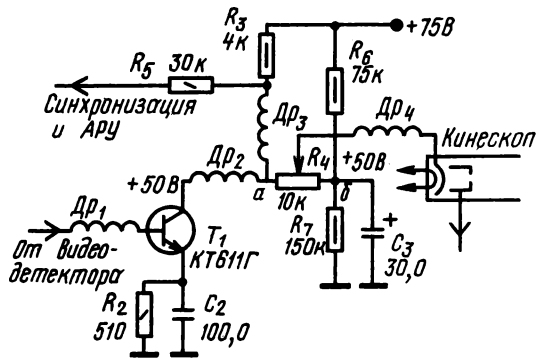 R3
4к
+75В
R5 30к
R6
75к
Синхронизация
и АРУ
Др3
Др4
Кинескоп
Др2
+50В
а
R4
10к
+50В
б
Др1
От Видео-
детектора
T1
КТ611Г
R7
150к
+
C3
30,0
R2
510
C2
100,0